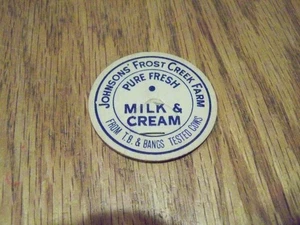 JOHNSONS' FROST CREEK FARM
PURE FRESH
MILK &
CREAM
FROM T.B. & BANGS TESTED COWS